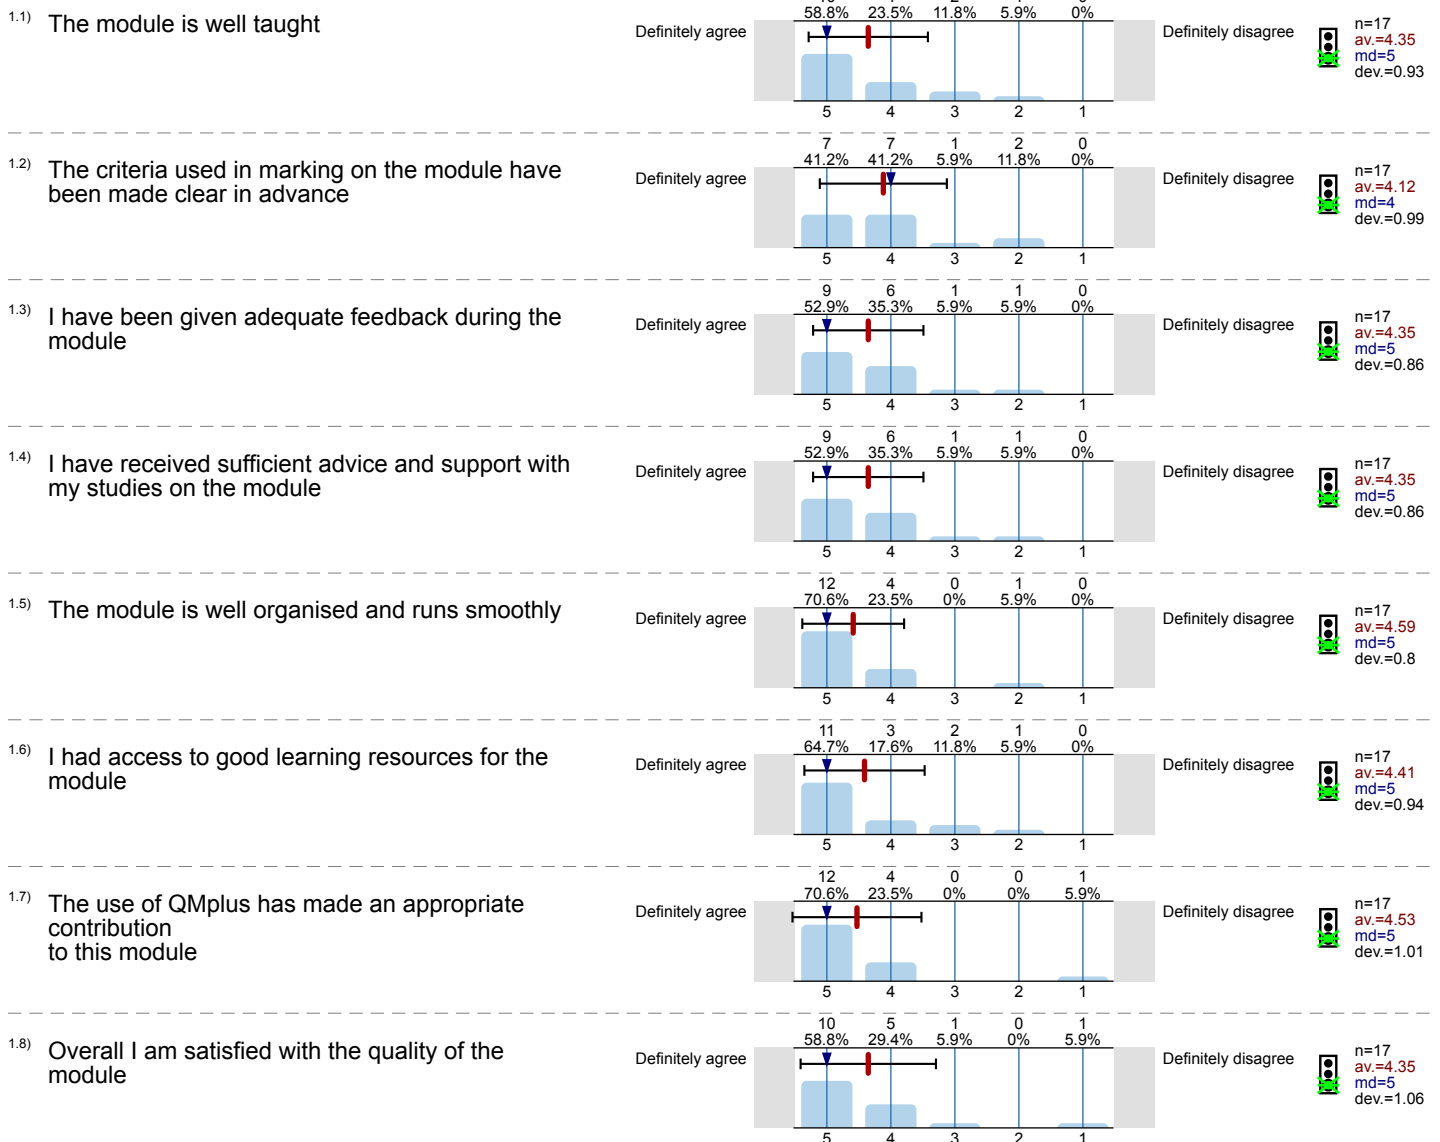 1.1) The module is well taught
Definitely agree
58.8% 23.5% 11.8% 5.9% 0%
5 4 3 2 1
Definitely disagree
n=17
av.=4.35
md=5
dev.=0.93
1.2) The criteria used in marking on the module have
been made clear in advance
Definitely agree
7 7 1 2 0
41.2% 41.2% 5.9% 11.8% 0%
5 4 3 2 1
Definitely disagree
n=17
av.=4.12
md=4
dev.=0.99
1.3) I have been given adequate feedback during the
module
Definitely agree
9 6 1 1 0
52.9% 35.3% 5.9% 5.9% 0%
5 4 3 2 1
Definitely disagree
n=17
av.=4.35
md=5
dev.=0.86
1.4) I have received sufficient advice and support with
my studies on the module
Definitely agree
9 6 1 1 0
52.9% 35.3% 5.9% 5.9% 0%
5 4 3 2 1
Definitely disagree
n=17
av.=4.35
md=5
dev.=0.86
1.5) The module is well organised and runs smoothly
Definitely agree
12 4 0 1 0
70.6% 23.5% 0% 5.9% 0%
5 4 3 2 1
Definitely disagree
n=17
av.=4.59
md=5
dev.=0.8
1.6) I had access to good learning resources for the
module
Definitely agree
11 3 2 1 0
64.7% 17.6% 11.8% 5.9% 0%
5 4 3 2 1
Definitely disagree
n=17
av.=4.41
md=5
dev.=0.94
1.7) The use of QMplus has made an appropriate
contribution
to this module
Definitely agree
12 4 0 0 1
70.6% 23.5% 0% 0% 5.9%
5 4 3 2 1
Definitely disagree
n=17
av.=4.53
md=5
dev.=1.01
1.8) Overall I am satisfied with the quality of the
module
Definitely agree
10 5 1 0 1
58.8% 29.4% 5.9% 0% 5.9%
5 4 3 2 1
Definitely disagree
n=17
av.=4.35
md=5
dev.=1.06